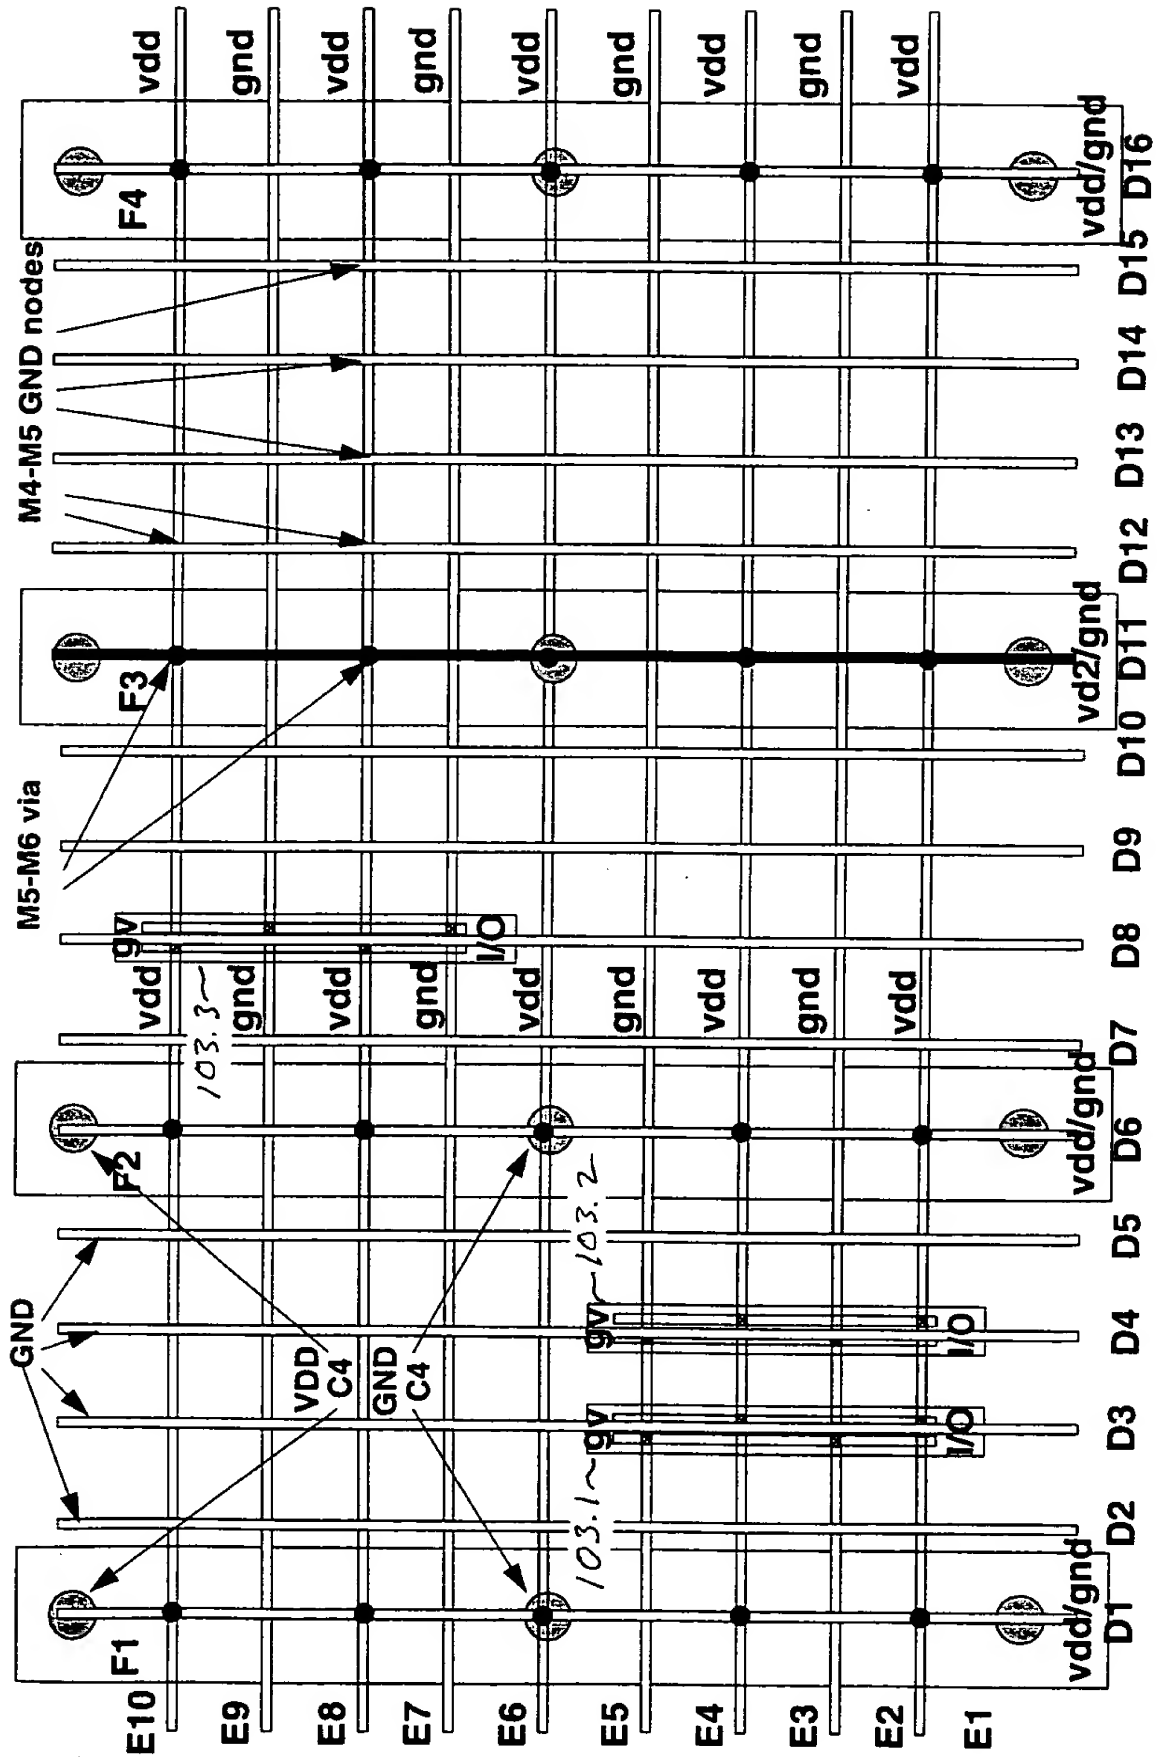 GND
VDD
C4
GND
C4
M5-M6 via
M4-M5 GND nodes
F1
F2
F3
F4
E10
vdd
vdd
E9
gnd
gnd
E8
vdd
vdd
E7
gnd
gnd
E6
vdd
vdd
E5
gnd
gnd
E4
vdd
vdd
E3
gnd
gnd
E2
vdd
vdd
E1
103.1
103.2
103.3
gv
I/O
gv
I/O
gv
I/O
vdd/gnd
vdd/gnd
vd2/gnd
vdd/gnd
D1
D2
D3
D4
D5
D6
D7
D8
D9
D10
D11
D12
D13
D14
D15
D16